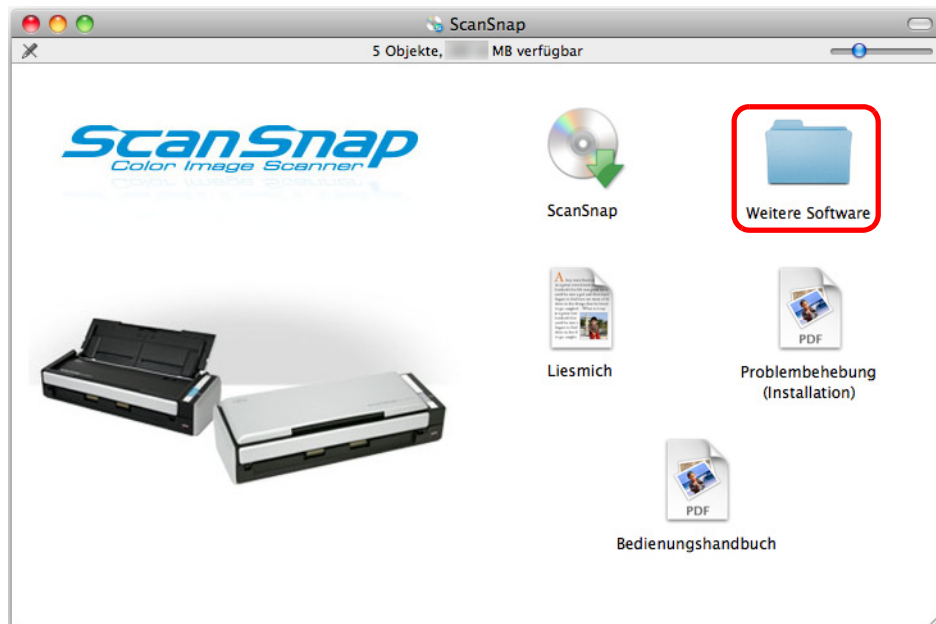 ScanSnap
5 Objekte, MB verfügbar
ScanSnap
Color Image Scanner
ScanSnap
Weitere Software
Liesmich
PDF
Problembehebung
(Installation)
PDF
Bedienungshandbuch